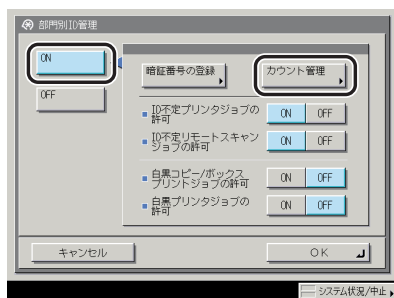 部門別ID管理
ON
OFF
暗証番号の登録
カウント管理
ID不定プリンタジョブの
許可
ON OFF
ID不定リモートスキャン
ジョブの許可
ON OFF
白黒コピー/ボックス
プリントジョブの許可
ON OFF
白黒プリンタジョブの
許可
ON OFF
キャンセル
OK
システム状況/中止